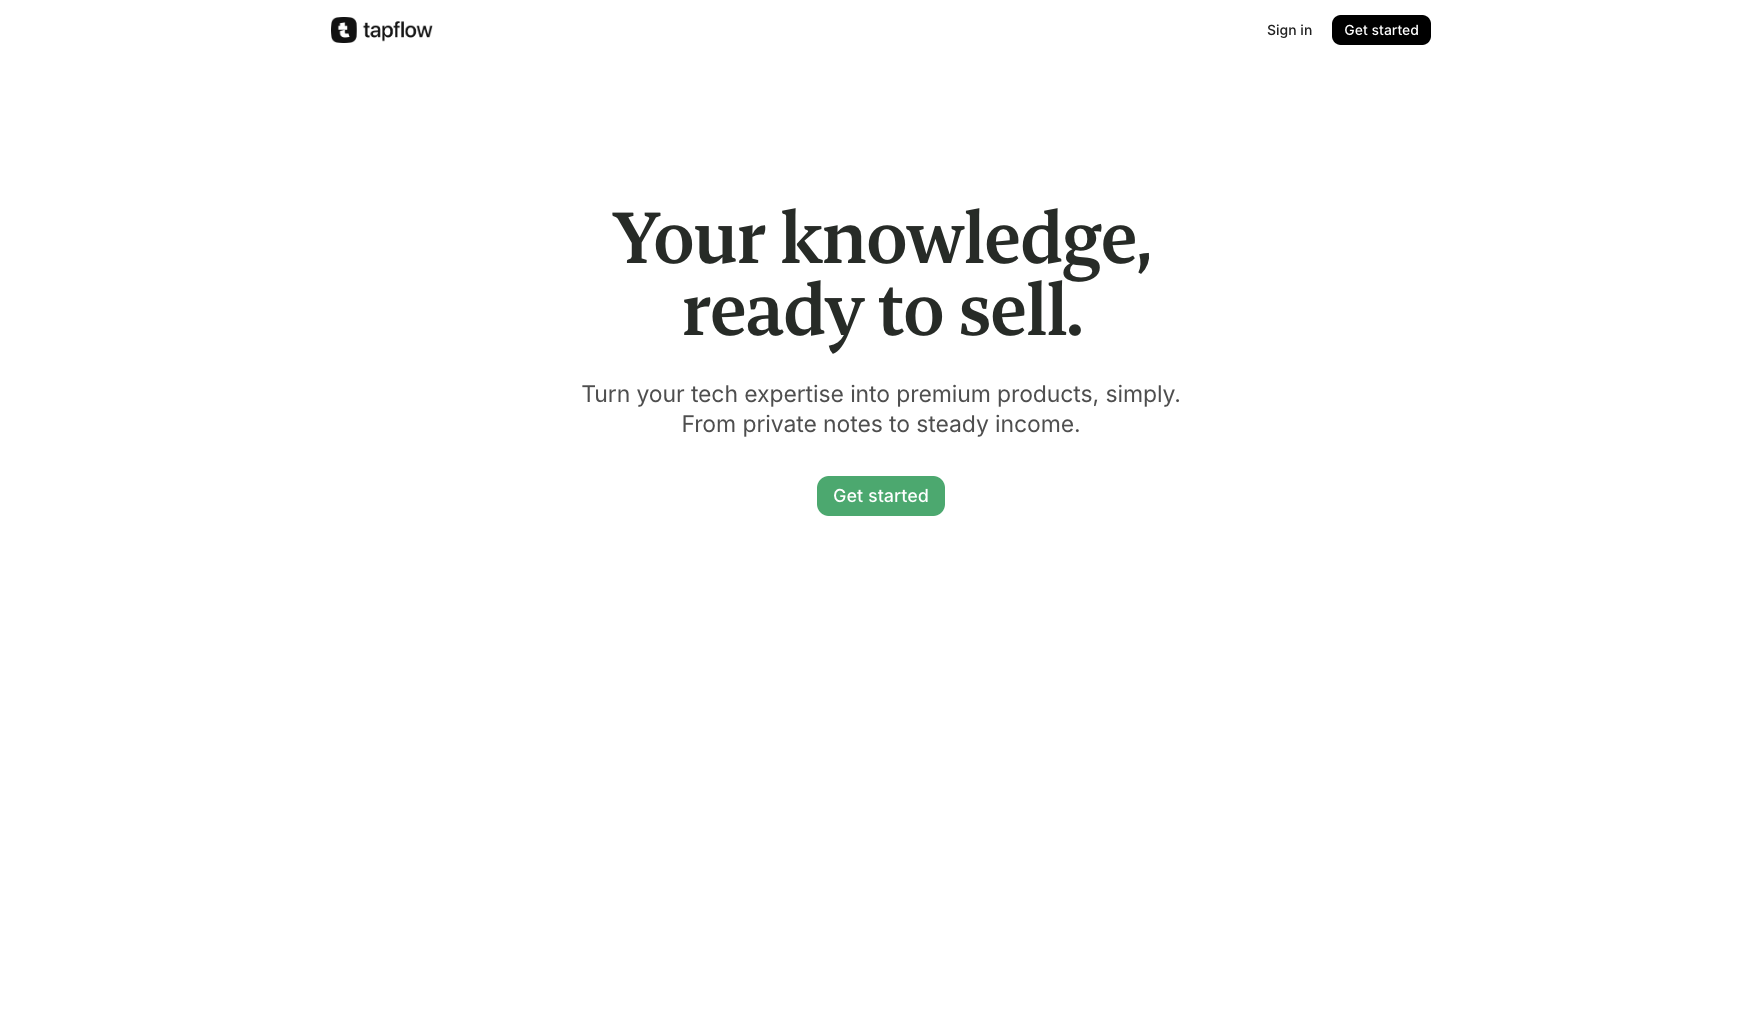 tapflow
Sign in
Get started
Your knowledge,
ready to sell.
Turn your tech expertise into premium products, simply.
From private notes to steady income.
Get started